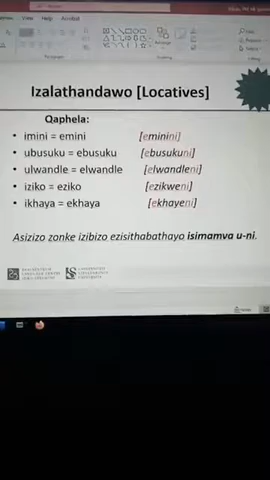 Izalathandawo [Locatives]
Qaphela:
• imini = emini [eminini]
• ubusuku = ebusuku [ebusukuni]
• ulwandle = elwandle [elwandleni]
• iziko = eziko [ezikweni]
• ikhaya = ekhaya [ekhayeni]
Asizizo zonke izibizo ezisithabathayo isimamva u-ni.